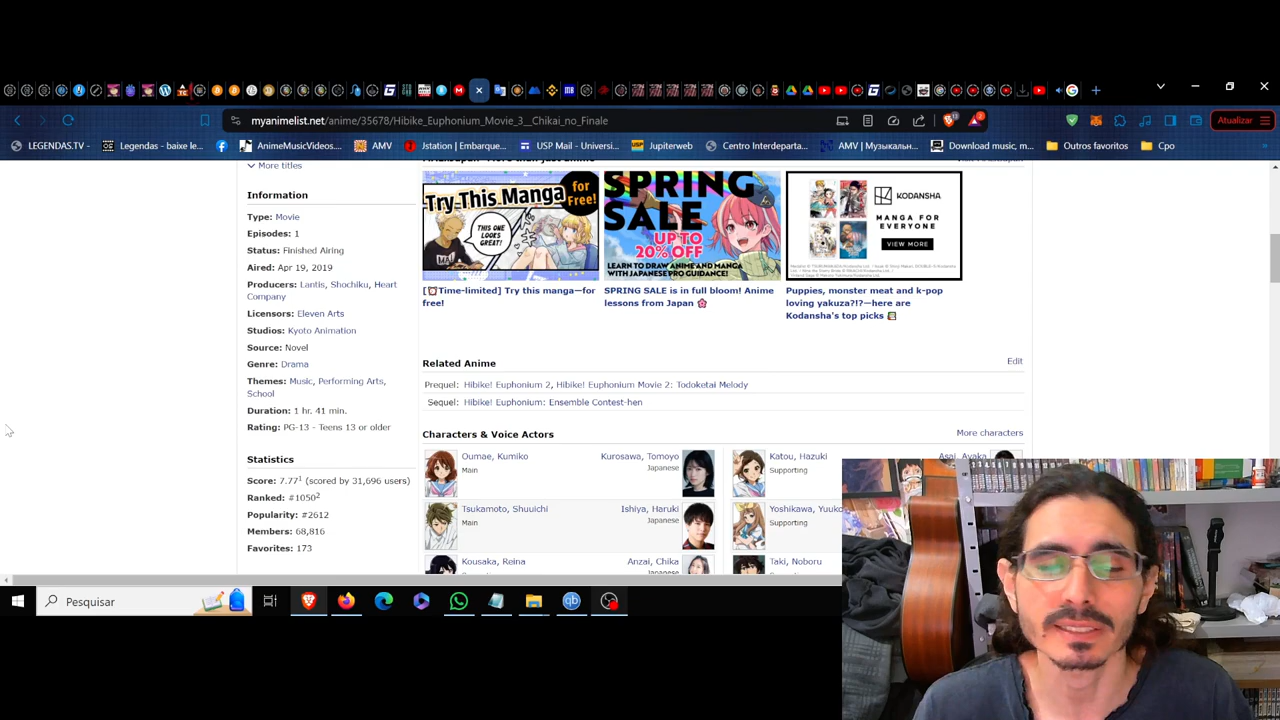 myanimelist.net/anime/35678/Hibike_Euphonium_Movie_3__Chikai_no_Finale
Atualizar
LEGENDAS.TV -
Legendas - baixe le...
AnimeMusicVideos....
AMV
Jstation | Embarque...
USP Mail - Universi...
Jupiterweb
Centro Interdeparta...
AMV | Музыкальн...
Download music, m...
Outros favoritos
Cpo
More titles
Information
Type: Movie
Episodes: 1
Status: Finished Airing
Aired: Apr 19, 2019
Producers: Lantis, Shochiku, Heart
Company
Licensors: Eleven Arts
Studios: Kyoto Animation
Source: Novel
Genre: Drama
Themes: Music, Performing Arts,
School
Duration: 1 hr. 41 min.
Rating: PG-13 - Teens 13 or older
Statistics
Score: 7.77¹ (scored by 31,696 users)
Ranked: #1050²
Popularity: #2612
Members: 68,816
Favorites: 173
Try This Manga for
Free!
THIS ONE
LOOKS
GREAT!
SPRING
SALE
UP TO
20% OFF
LEARN TO DRAW ANIME AND MANGA
WITH JAPANESE PRO GUIDANCE!
KODANSHA
MANGA FOR
EVERYONE
VIEW MORE
[⏰Time-limited] Try this manga—for
free!
SPRING SALE is in full bloom! Anime
lessons from Japan 🌸
Puppies, monster meat and k-pop
loving yakuza?!?—here are
Kodansha's top picks
Related Anime
Edit
Prequel: Hibike! Euphonium 2, Hibike! Euphonium Movie 2: Todoketai Melody
Sequel: Hibike! Euphonium: Ensemble Contest-hen
Characters & Voice Actors
More characters
Oumae, Kumiko
Main
Kurosawa, Tomoyo
Japanese
Katou, Hazuki
Supporting
Asai, Ayaka
Tsukamoto, Shuuichi
Main
Ishiya, Haruki
Japanese
Yoshikawa, Yuuko
Supporting
Kousaka, Reina
Anzai, Chika
Taki, Noboru
Pesquisar